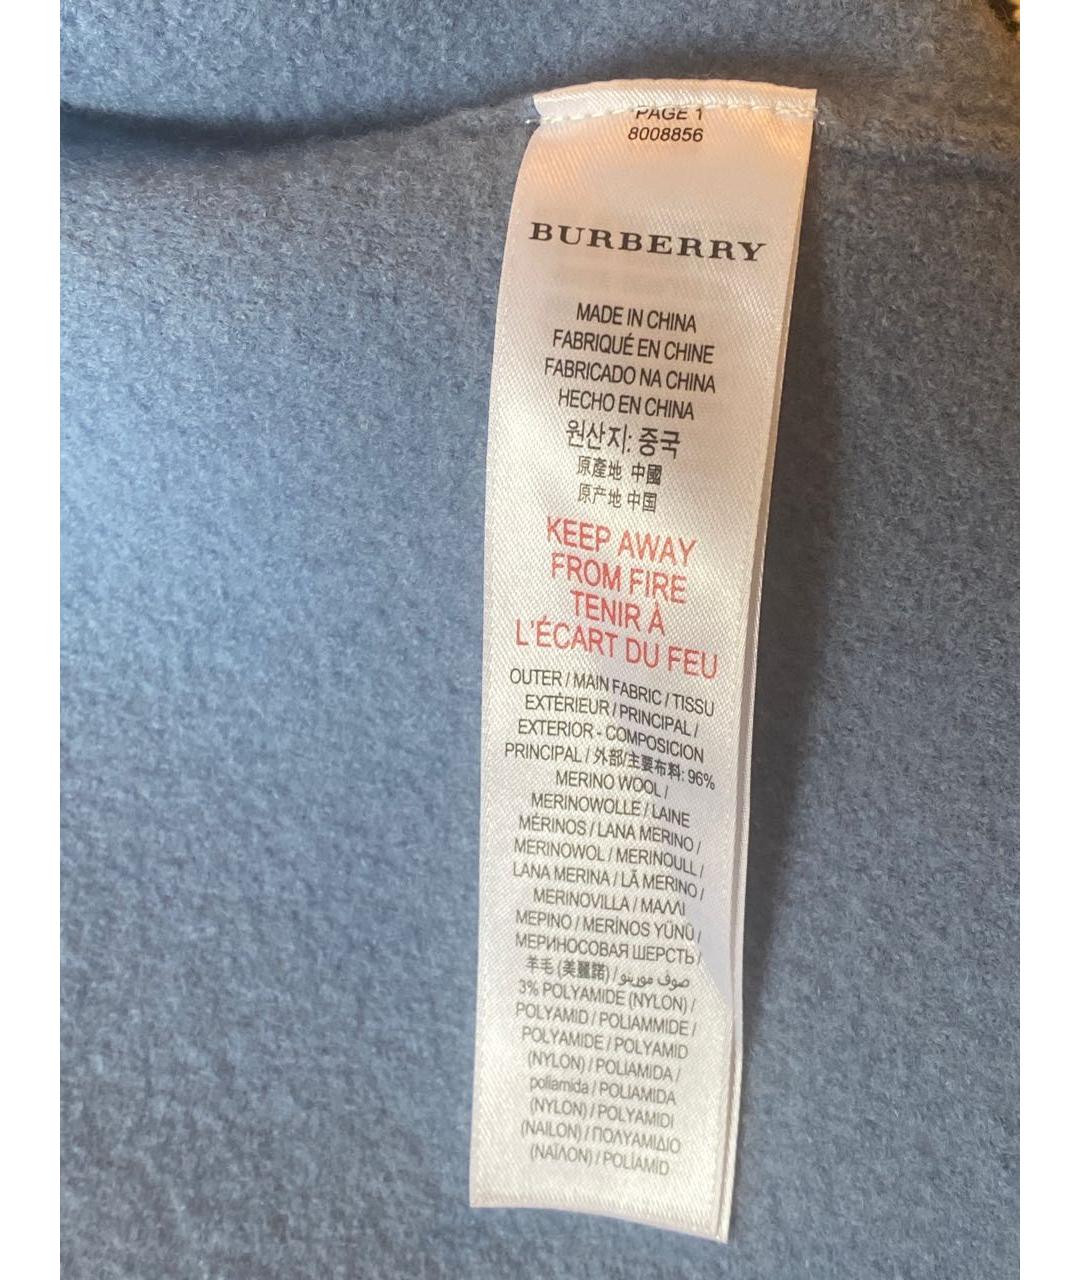 PAGE 1
8008856
BURBERRY
MADE IN CHINA
FABRIQUÉ EN CHINE
FABRICADO NA CHINA
HECHO EN CHINA
원산지: 중국
原產地 中國
原产地 中国
KEEP AWAY
FROM FIRE
TENIR À
L'ÉCART DU FEU
OUTER / MAIN FABRIC / TISSU
EXTÉRIEUR / PRINCIPAL /
EXTERIOR - COMPOSICION
PRINCIPAL / 外部/主要布料: 96%
MERINO WOOL /
MERINOWOLLE / LAINE
MÉRINOS / LANA MERINO /
MERINOWOL / MERINOULL /
LANA MERINA / LÃ MERINO /
MERINOVILLA / ΜΑΛΛΙ
ΜΕΡΙΝΟ / MERİNOS YÜNÜ /
МЕРИНОСОВАЯ ШЕРСТЬ /
羊毛 (美麗諾) / صوف مورينو
3% POLYAMIDE (NYLON) /
POLYAMID / POLIAMMIDE /
POLYAMIDE / POLYAMID
(NYLON) / POLIAMIDA /
poliamida / POLIAMIDA
(NYLON) / POLYAMIDI
(NAILON) / ΠΟΛΥΑΜΙΔΙΟ
(ΝΑΪΛΟΝ) / POLİAMİD